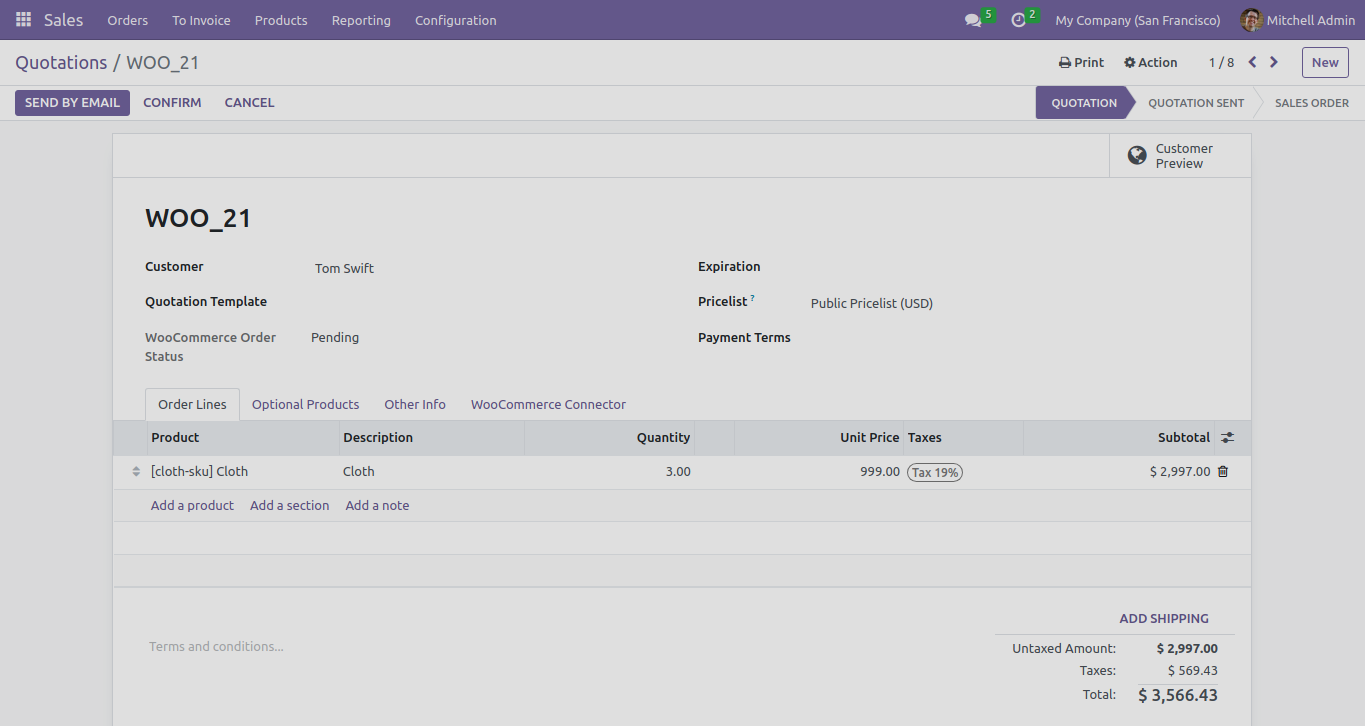 Sales Orders To Invoice Products Reporting Configuration 5 2 My Company (San Francisco) Mitchell Admin
Quotations / WOO_21 Print Action 1 / 8 New
SEND BY EMAIL CONFIRM CANCEL QUOTATION QUOTATION SENT SALES ORDER
Customer
Preview
WOO_21
Customer Tom Swift Expiration
Quotation Template Pricelist ? Public Pricelist (USD)
WooCommerce Order
Status Pending Payment Terms
Order Lines Optional Products Other Info WooCommerce Connector
Product Description Quantity Unit Price Taxes Subtotal
[cloth-sku] Cloth Cloth 3.00 999.00 Tax 19% $ 2,997.00
Add a product Add a section Add a note
ADD SHIPPING
Terms and conditions...
Untaxed Amount: $ 2,997.00
Taxes: $ 569.43
Total: $ 3,566.43